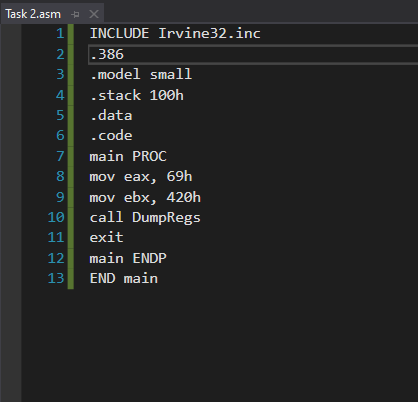 Task 2.asm
1 INCLUDE Irvine32.inc
2 .386
3 .model small
4 .stack 100h
5 .data
6 .code
7 main PROC
8 mov eax, 69h
9 mov ebx, 420h
10 call DumpRegs
11 exit
12 main ENDP
13 END main